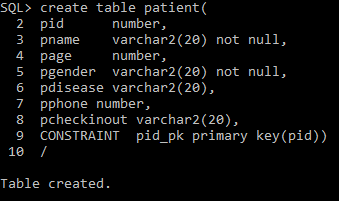 SQL> create table patient(
2 pid number,
3 pname varchar2(20) not null,
4 page number,
5 pgender varchar2(20) not null,
6 pdisease varchar2(20),
7 pphone number,
8 pcheckinout varchar2(20),
9 CONSTRAINT pid_pk primary key(pid))
10 /
Table created.